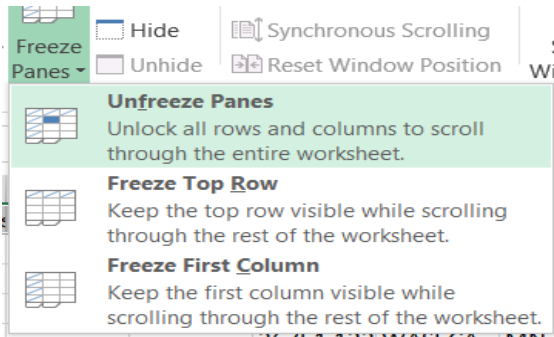 Freeze
Panes
Hide
Unhide
Synchronous Scrolling
Reset Window Position
Unfreeze Panes
Unlock all rows and columns to scroll
through the entire worksheet.
Freeze Top Row
Keep the top row visible while scrolling
through the rest of the worksheet.
Freeze First Column
Keep the first column visible while
scrolling through the rest of the worksheet.